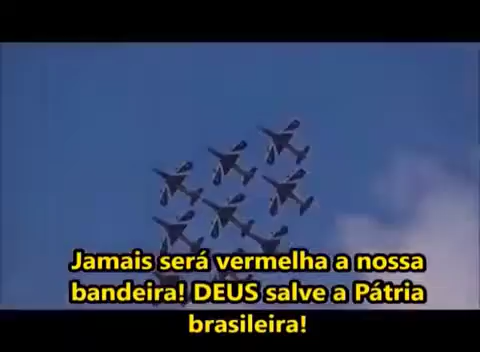 Jamais será vermelha a nossa
bandeira! DEUS salve a Pátria
brasileira!